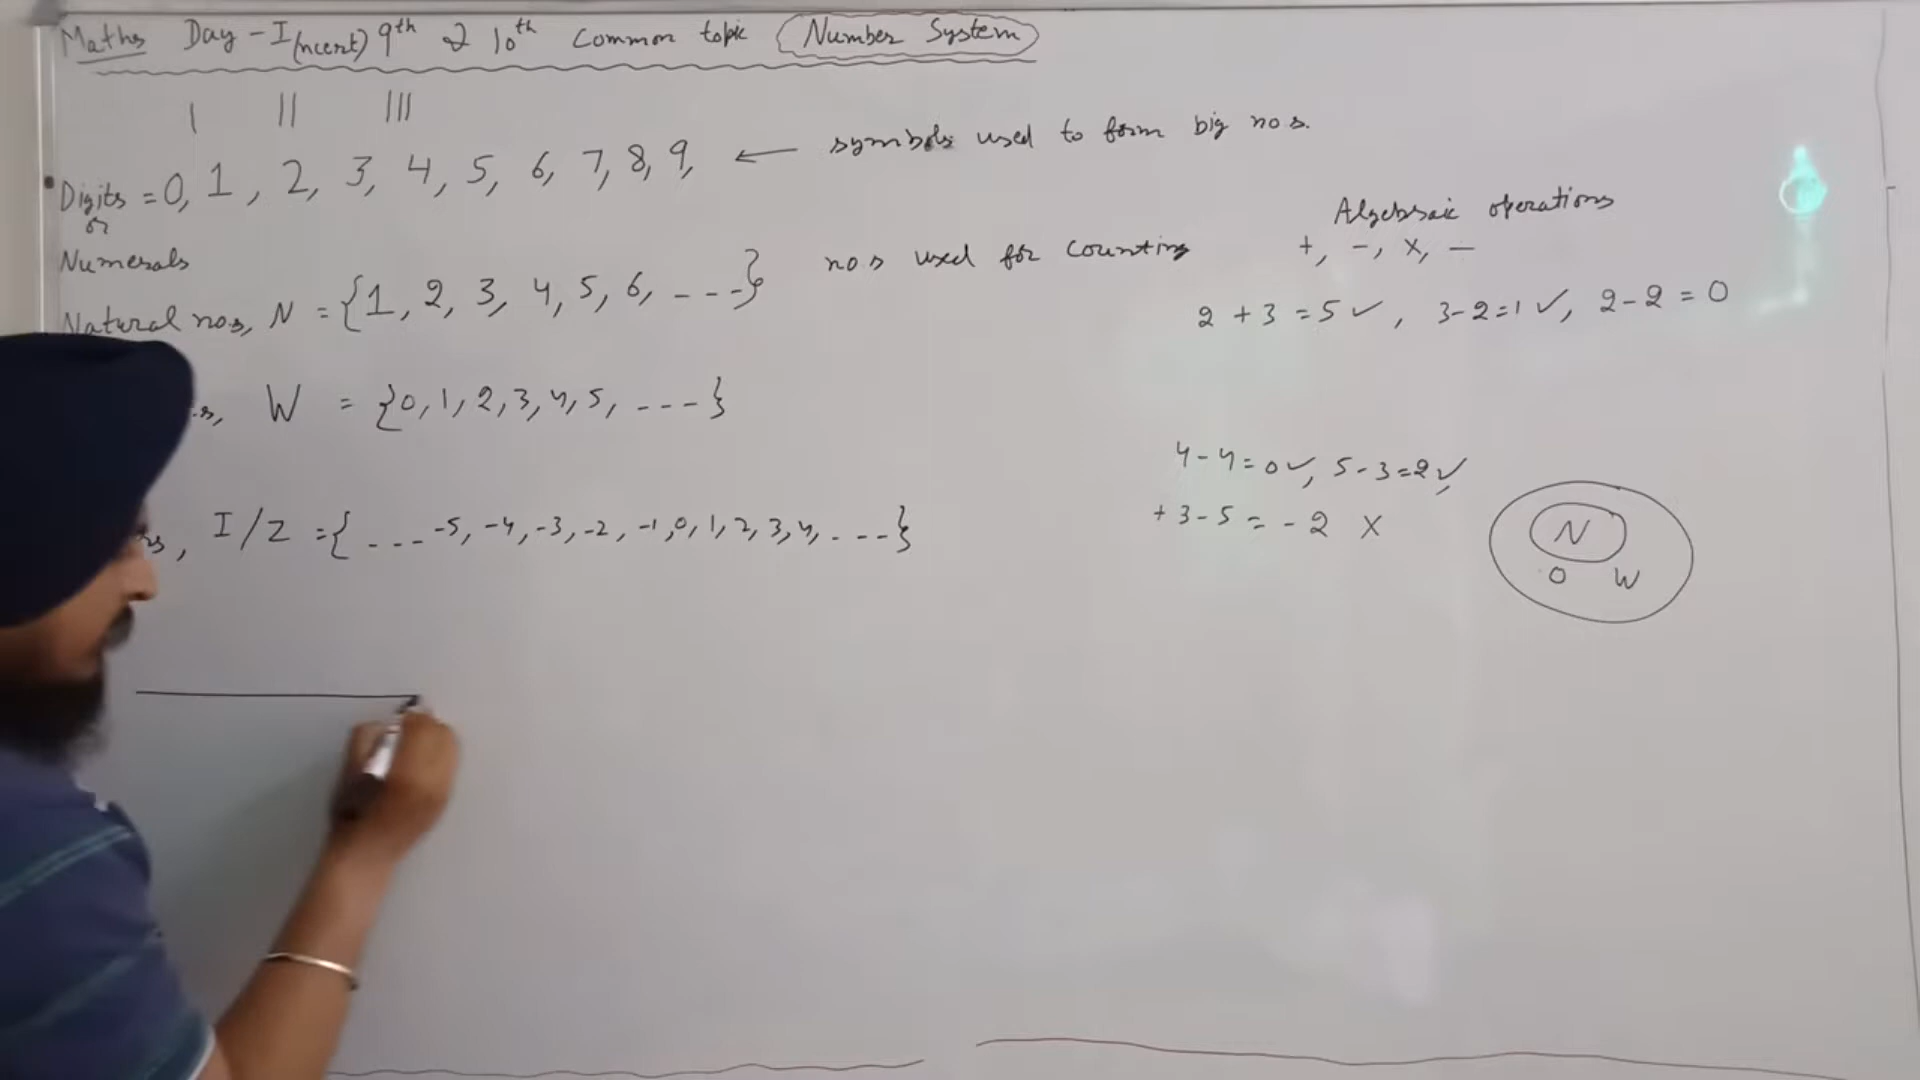 Maths Day - I (ncert) 9th & 10th Common topic Number System
| || |||
Digits = 0, 1, 2, 3, 4, 5, 6, 7, 8, 9, ← symbols used to form big nos.
or
Numerals
Algebraic operations
+, -, ×, —
Natural nos, N = {1, 2, 3, 4, 5, 6, ----} nos used for counting
2 + 3 = 5 ✓, 3-2=1 ✓, 2-2 = 0
W = {0, 1, 2, 3, 4, 5, ----}
4-4=0✓, 5-3=2✓,
+3-5 = -2 X
I/Z = {... -5, -4, -3, -2, -1, 0, 1, 2, 3, 4, ----}
N
0 W